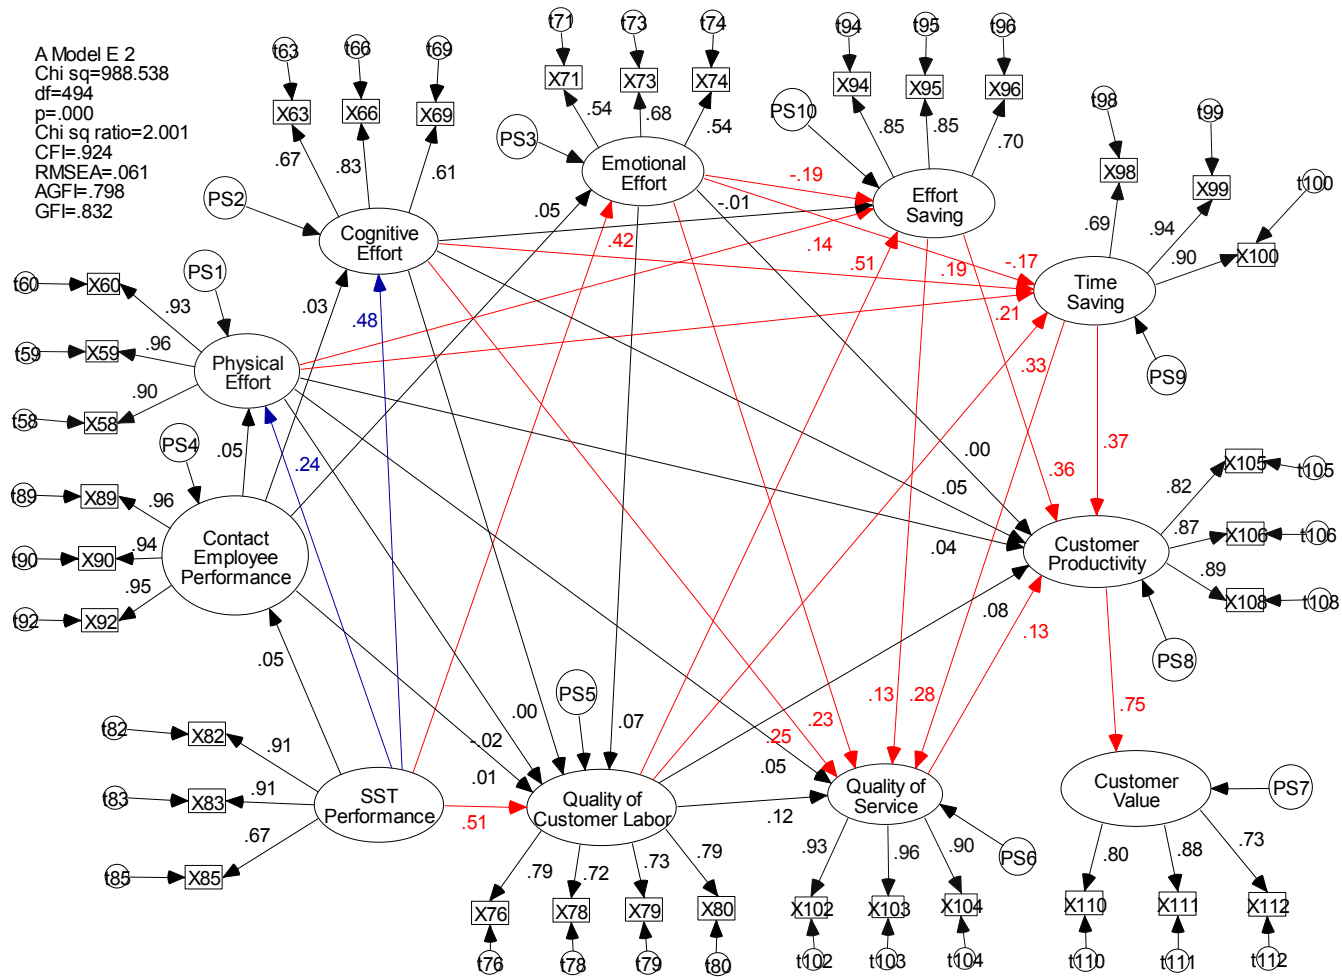 A Model E 2
Chi sq=988.538
df=494
p=.000
Chi sq ratio=2.001
CFI=.924
RMSEA=.061
AGFI=.798
GFI=.832
t63
t66
t69
X63
X66
X69
.67
.83
.61
PS2
Cognitive
Effort
t71
t73
t74
X71
X73
X74
.54
.68
.54
PS3
Emotional
Effort
t94
t95
t96
X94
X95
X96
.85
.85
.70
PS10
Effort
Saving
t98
t99
t100
X98
X99
X100
.69
.94
.90
Time
Saving
PS9
-.19
-.01
.05
.42
.14
.51
.19
-.17
.21
.33
.03
.48
PS1
t60
X60
.93
t59
X59
.96
t58
X58
.90
Physical
Effort
.05
.24
PS4
t89
X89
.96
t90
X90
.94
t92
X92
.95
Contact
Employee
Performance
.05
.37
.00
.36
.05
.04
X105
t105
.82
X106
t106
.87
X108
t108
.89
Customer
Productivity
PS8
.08
.13
.75
t82
X82
.91
t83
X83
.91
t85
X85
.67
SST
Performance
.51
.00
-.02
.01
PS5
.07
Quality of
Customer Labor
.79
.72
.73
.79
X76
X78
X79
X80
t76
t78
t79
t80
.25
.23
.13
.28
.05
.12
Quality of
Service
PS6
.93
.96
.90
X102
X103
X104
t102
t103
t104
Customer
Value
PS7
.80
.88
.73
X110
X111
X112
t110
t111
t112